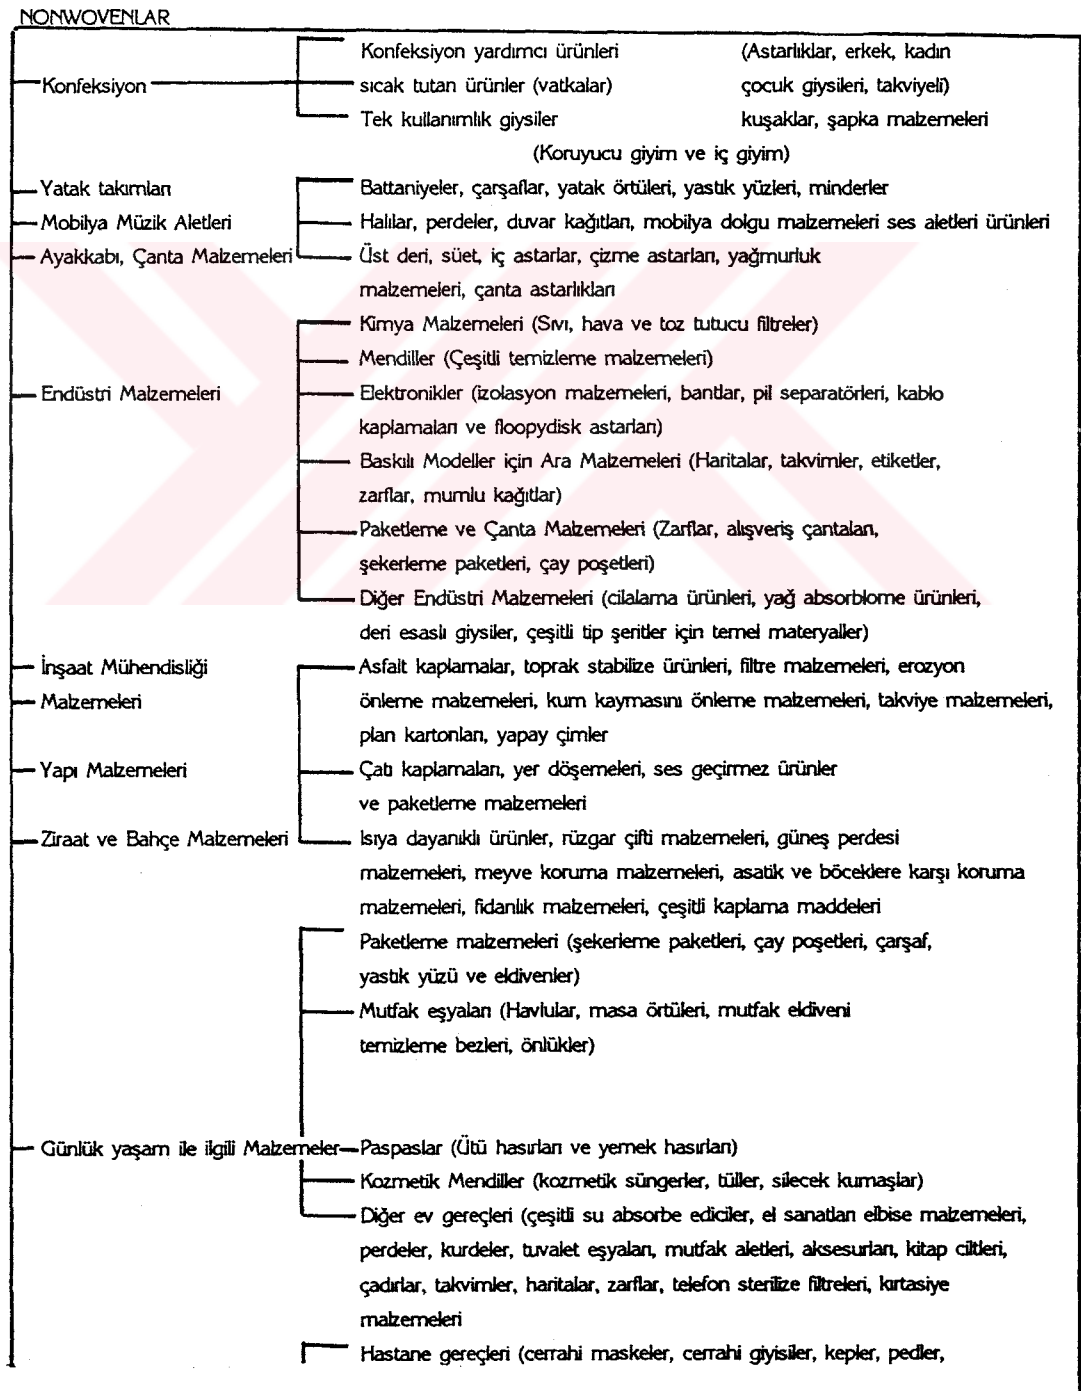 NONWOVENLAR
Konfeksiyon yardımcı ürünleri (Astarlıklar, erkek, kadın
Konfeksiyon sıcak tutan ürünler (vatkalar) çocuk giysileri, takviyeli)
Tek kullanımlık giysiler kuşaklar, şapka malzemeleri
(Koruyucu giyim ve iç giyim)
Yatak takımları Battaniyeler, çarşaflar, yatak örtüleri, yastık yüzleri, minderler
Mobilya Müzik Aletleri Halılar, perdeler, duvar kağıtları, mobilya dolgu malzemeleri ses aletleri ürünleri
Ayakkabı, Çanta Malzemeleri Üst deri, süet, iç astarlar, çizme astarları, yağmurluk
malzemeleri, çanta astarlıkları
Kimya Malzemeleri (Sıvı, hava ve toz tutucu filtreler)
Mendiller (Çeşitli temizleme malzemeleri)
Endüstri Malzemeleri Elektronikler (izolasyon malzemeleri, bantlar, pil separatörleri, kablo
kaplamaları ve floopydisk astarları)
Baskılı Modeller için Ara Malzemeleri (Haritalar, takvimler, etiketler,
zarflar, mumlu kağıtlar)
Paketleme ve Çanta Malzemeleri (Zarflar, alışveriş çantaları,
şekerleme paketleri, çay poşetleri)
Diğer Endüstri Malzemeleri (cilalama ürünleri, yağ absorblome ürünleri,
deri esaslı giysiler, çeşitli tip şeritler için temel materyaller)
İnşaat Mühendisliği Asfalt kaplamalar, toprak stabilize ürünleri, filtre malzemeleri, erozyon
Malzemeleri önleme malzemeleri, kum kaymasını önleme malzemeleri, takviye malzemeleri,
plan kartonları, yapay çimler
Yapı Malzemeleri Çatı kaplamaları, yer döşemeleri, ses geçirmez ürünler
ve paketleme malzemeleri
Ziraat ve Bahçe Malzemeleri Isıya dayanıklı ürünler, rüzgar çifti malzemeleri, güneş perdesi
malzemeleri, meyve koruma malzemeleri, asatik ve böceklere karşı koruma
malzemeleri, fidanlık malzemeleri, çeşitli kaplama maddeleri
Paketleme malzemeleri (şekerleme paketleri, çay poşetleri, çarşaf,
yastık yüzü ve eldivenler)
Mutfak eşyaları (Havlular, masa örtüleri, mutfak eldiveni
temizleme bezleri, önlükler)
Günlük yaşam ile ilgili Malzemeler Paspaslar (Ütü hasırları ve yemek hasırları)
Kozmetik Mendiller (kozmetik süngerler, tüller, silecek kumaşlar)
Diğer ev gereçleri (çeşitli su absorbe ediciler, el sanatları elbise malzemeleri,
perdeler, kurdeler, tuvalet eşyaları, mutfak aletleri, aksesurları, kitap ciltleri,
çadırlar, takvimler, haritalar, zarflar, telefon sterilize filtreleri, kırtasiye
malzemeleri
Hastane gereçleri (cerrahi maskeler, cerrahi giyisiler, kepler, pedler,